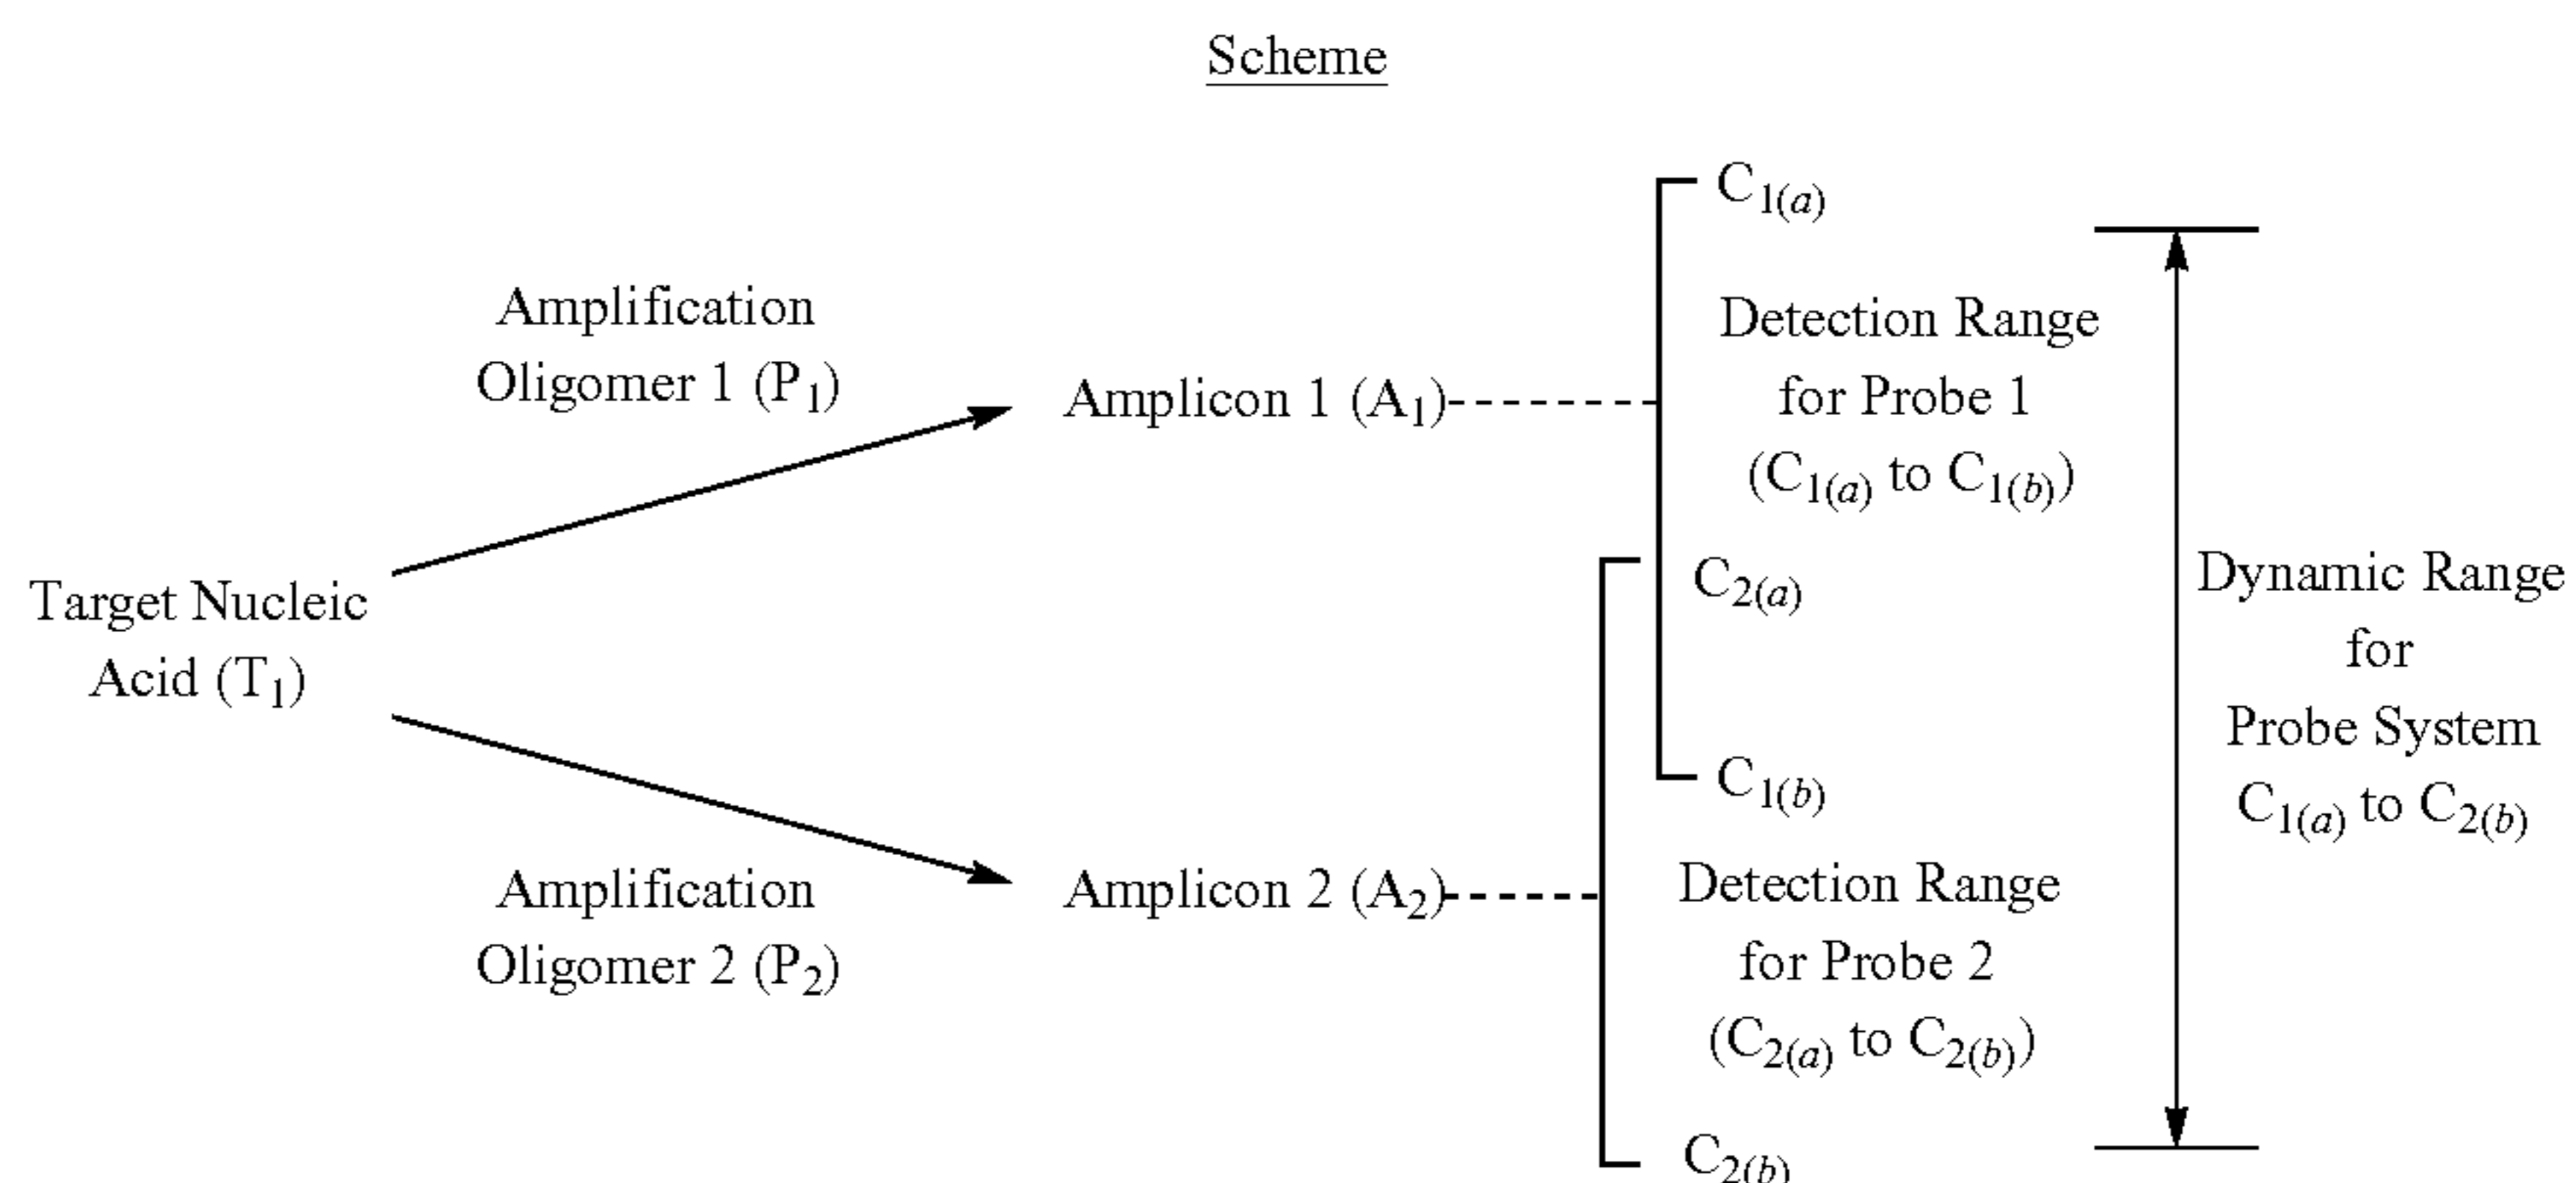 Scheme
Amplification
Oligomer 1 (P1)
Target Nucleic
Acid (T1)
Amplification
Oligomer 2 (P2)
Amplicon 1 (A1)
Amplicon 2 (A2)
C1(a)
Detection Range
for Probe 1
(C1(a) to C1(b))
C2(a)
C1(b)
Detection Range
for Probe 2
(C2(a) to C2(b))
C2(b)
Dynamic Range
for
Probe System
C1(a) to C2(b)